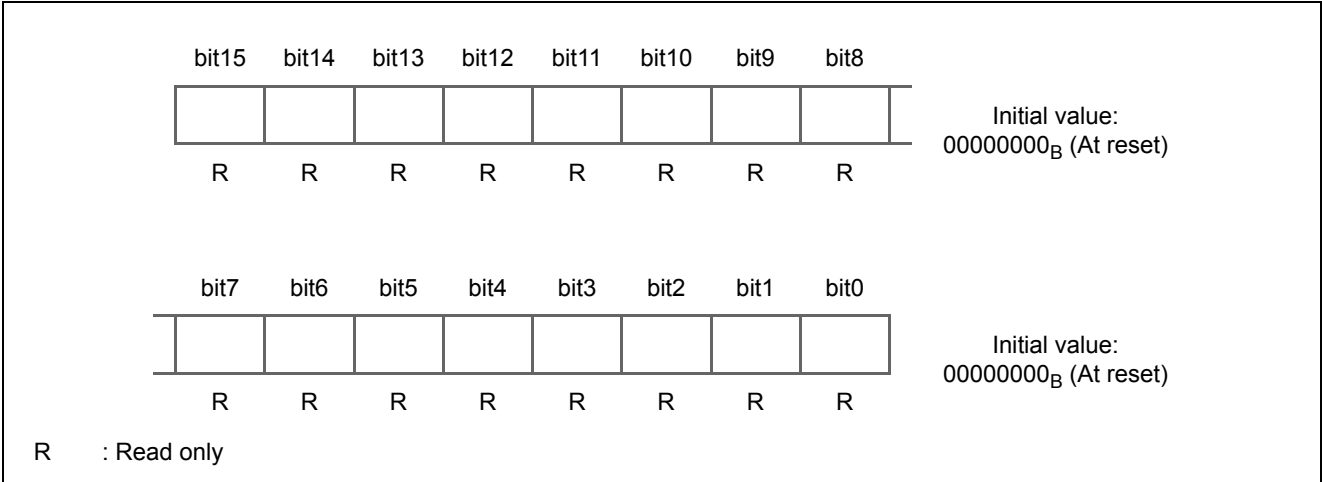 bit15 bit14 bit13 bit12 bit11 bit10 bit9 bit8
Initial value:
00000000B (At reset)
R R R R R R R R
bit7 bit6 bit5 bit4 bit3 bit2 bit1 bit0
Initial value:
00000000B (At reset)
R R R R R R R R
R : Read only